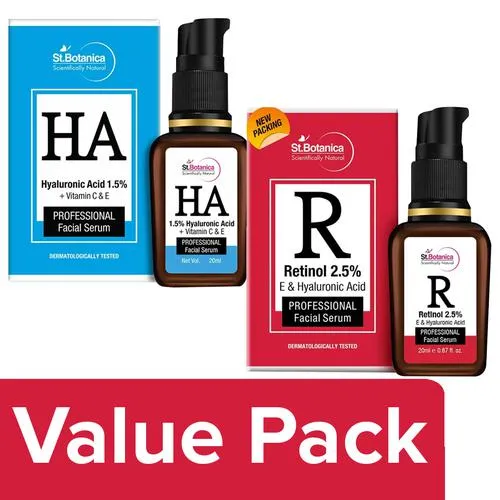 St.Botanica
Scientifically Natural
HA
Hyaluronic Acid 1.5%
+ Vitamin C & E
PROFESSIONAL
Facial Serum
DERMATOLOGICALLY TESTED
St.Botanica
Scientifically Natural
HA
1.5% Hyaluronic Acid
+ Vitamin C & E
PROFESSIONAL
Facial Serum
Net Vol. 20ml
NEW
PACKING
St.Botanica
Scientifically Natural
R
Retinol 2.5%
E & Hyaluronic Acid
PROFESSIONAL
Facial Serum
DERMATOLOGICALLY TESTED
St.Botanica
Scientifically Natural
R
Retinol 2.5%
E & Hyaluronic Acid
PROFESSIONAL
Facial Serum
20ml e 0.67 fl. oz.
Value Pack